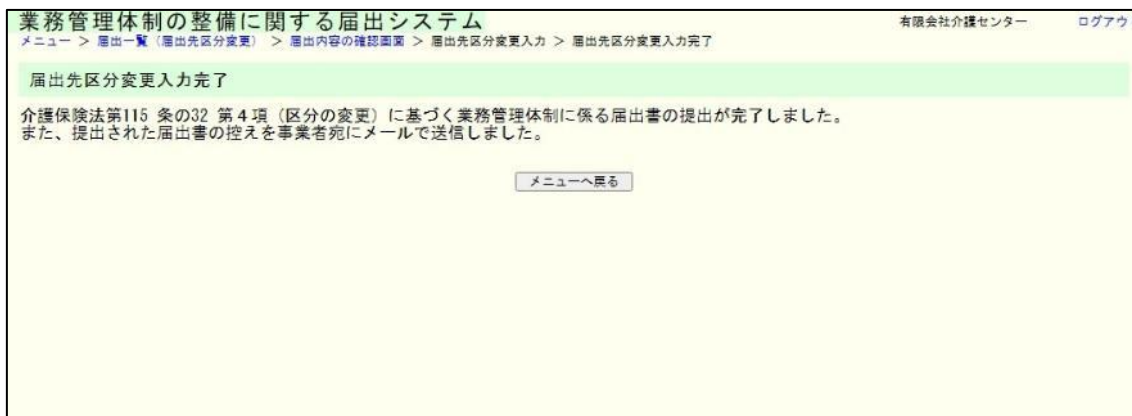 業務管理体制の整備に関する届出システム
有限会社介護センター ログアウ
メニュー > 届出一覧（届出先区分変更） > 届出内容の確認画面 > 届出先区分変更入力 > 届出先区分変更入力完了
届出先区分変更入力完了
介護保険法第115 条の32 第４項（区分の変更）に基づく業務管理体制に係る届出書の提出が完了しました。
また、提出された届出書の控えを事業者宛にメールで送信しました。
メニューへ戻る